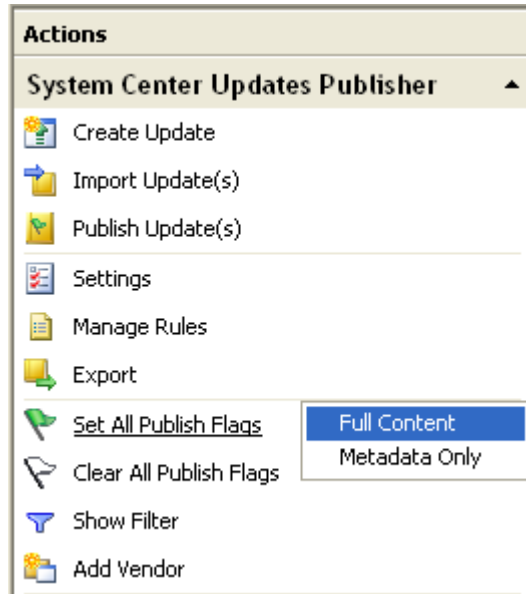 Actions
System Center Updates Publisher
Create Update
Import Update(s)
Publish Update(s)
Settings
Manage Rules
Export
Set All Publish Flags
Full Content
Metadata Only
Clear All Publish Flags
Show Filter
Add Vendor